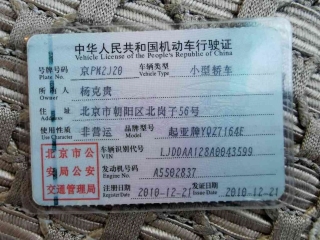 中华人民共和国机动车行驶证
Vehicle License of the People's Republic of China
号牌号码 京PN2J20 车辆类型 小型轿车
Plate No. Vehicle Type
所有人 杨克贵
Owner
住址 北京市朝阳区北岗子56号
Address
使用性质 非营运 品牌型号 起亚牌YQZ7164E
Use Character Model
北京市公安局公安交通管理局
车辆识别代号 LJDDAA128A0043599
VIN
发动机号码 AS502837
Engine No.
注册日期 2010-12-21 发证日期 2010-12-21
Register Date Issue Date